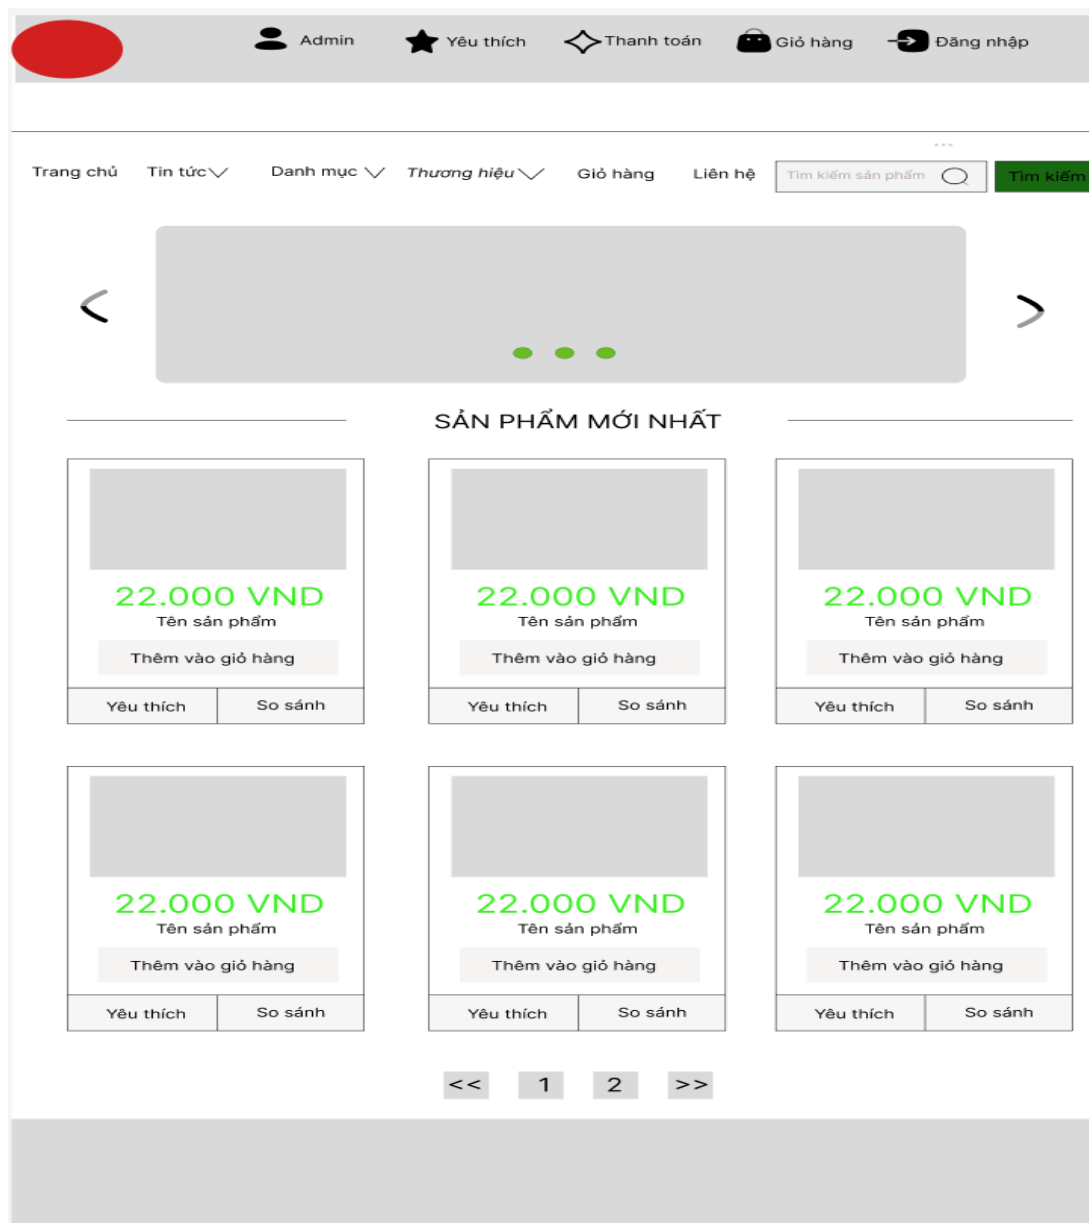 Admin Yêu thích Thanh toán Giỏ hàng Đăng nhập
Trang chủ Tin tức Danh mục Thương hiệu Giỏ hàng Liên hệ Tìm kiếm sản phẩm Tìm kiếm
SẢN PHẨM MỚI NHẤT
22.000 VND 22.000 VND 22.000 VND
Tên sản phẩm Tên sản phẩm Tên sản phẩm
Thêm vào giỏ hàng Thêm vào giỏ hàng Thêm vào giỏ hàng
Yêu thích So sánh Yêu thích So sánh Yêu thích So sánh
22.000 VND 22.000 VND 22.000 VND
Tên sản phẩm Tên sản phẩm Tên sản phẩm
Thêm vào giỏ hàng Thêm vào giỏ hàng Thêm vào giỏ hàng
Yêu thích So sánh Yêu thích So sánh Yêu thích So sánh
<< 1 2 >>